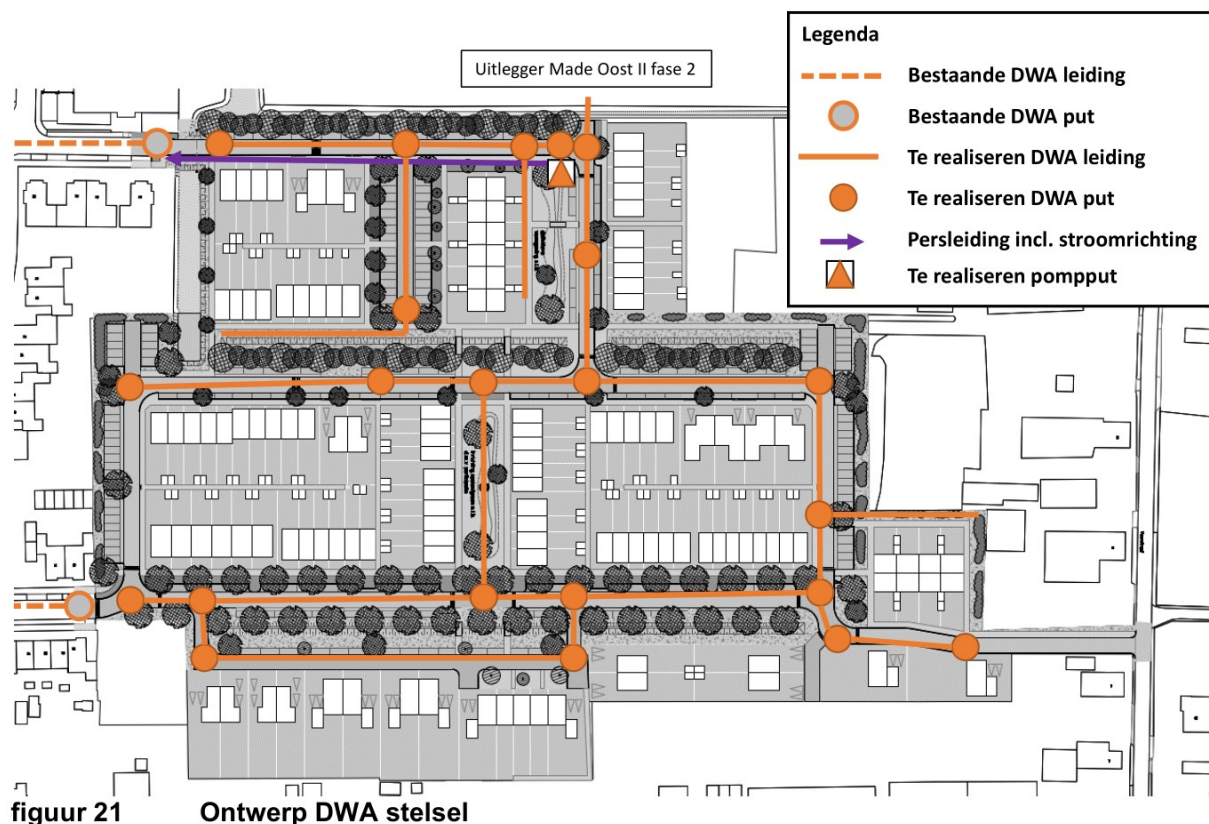 Uitlegger Made Oost II fase 2
Legenda
Bestaande DWA leiding
Bestaande DWA put
Te realiseren DWA leiding
Te realiseren DWA put
Persleiding incl. stroomrichting
Te realiseren pompput
figuur 21 Ontwerp DWA stelsel